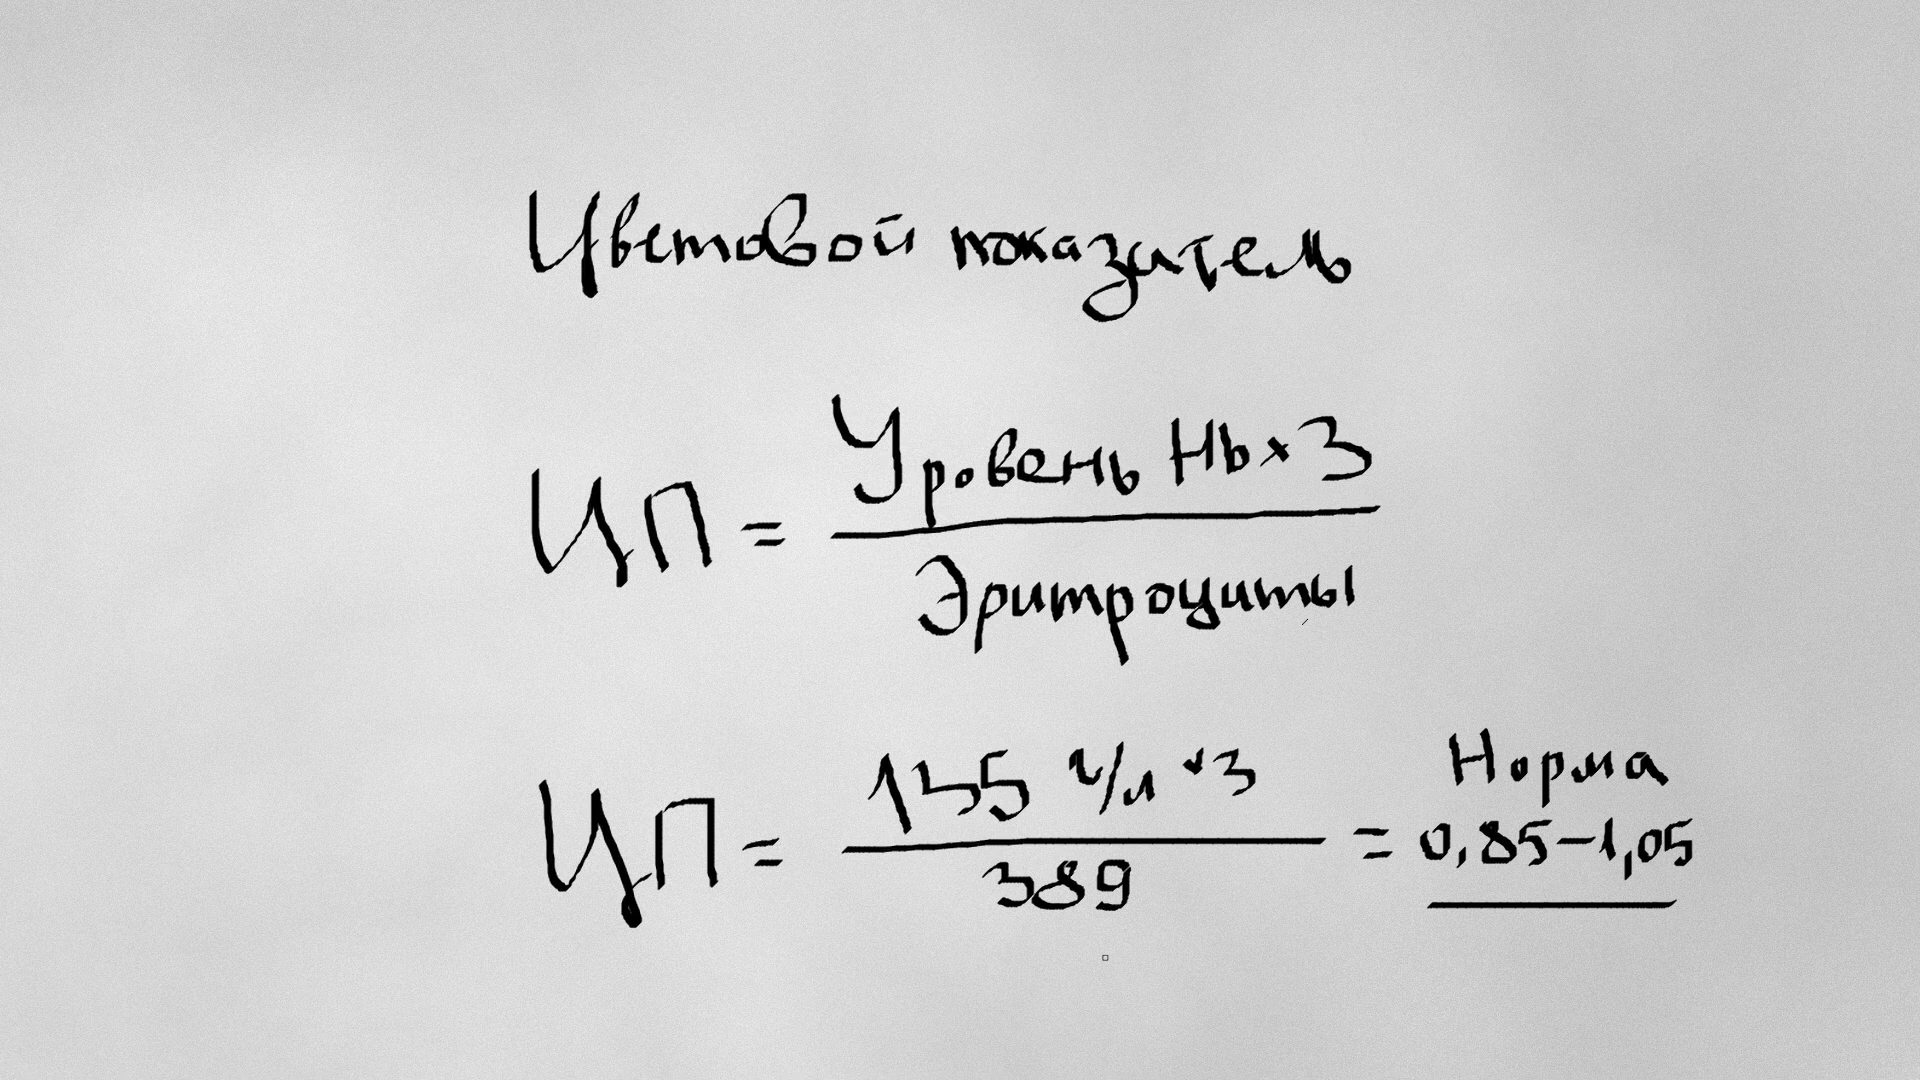 Цветовой показатель
Уровень Hb × 3
ЦП =
Эритроциты
135 г/л × 3
Норма
ЦП =
= 0,85 – 1,05
389